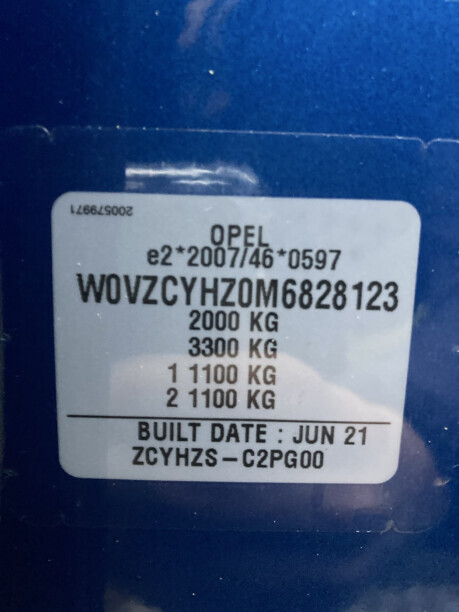 200579971
OPEL
e2*2007/46*0597
W0VZCYHZ0M6828123
2000 KG
3300 KG
1 1100 KG
2 1100 KG
BUILT DATE : JUN 21
ZCYHZS-C2PG00